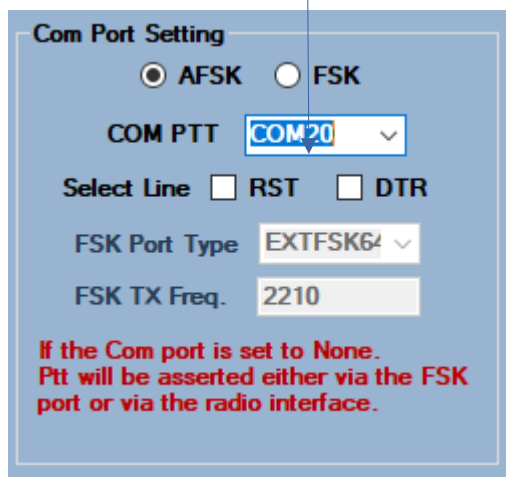 Com Port Setting
AFSK FSK
COM PTT COM20
Select Line RST DTR
FSK Port Type EXTFSK64
FSK TX Freq. 2210
If the Com port is set to None.
Ptt will be asserted either via the FSK
port or via the radio interface.